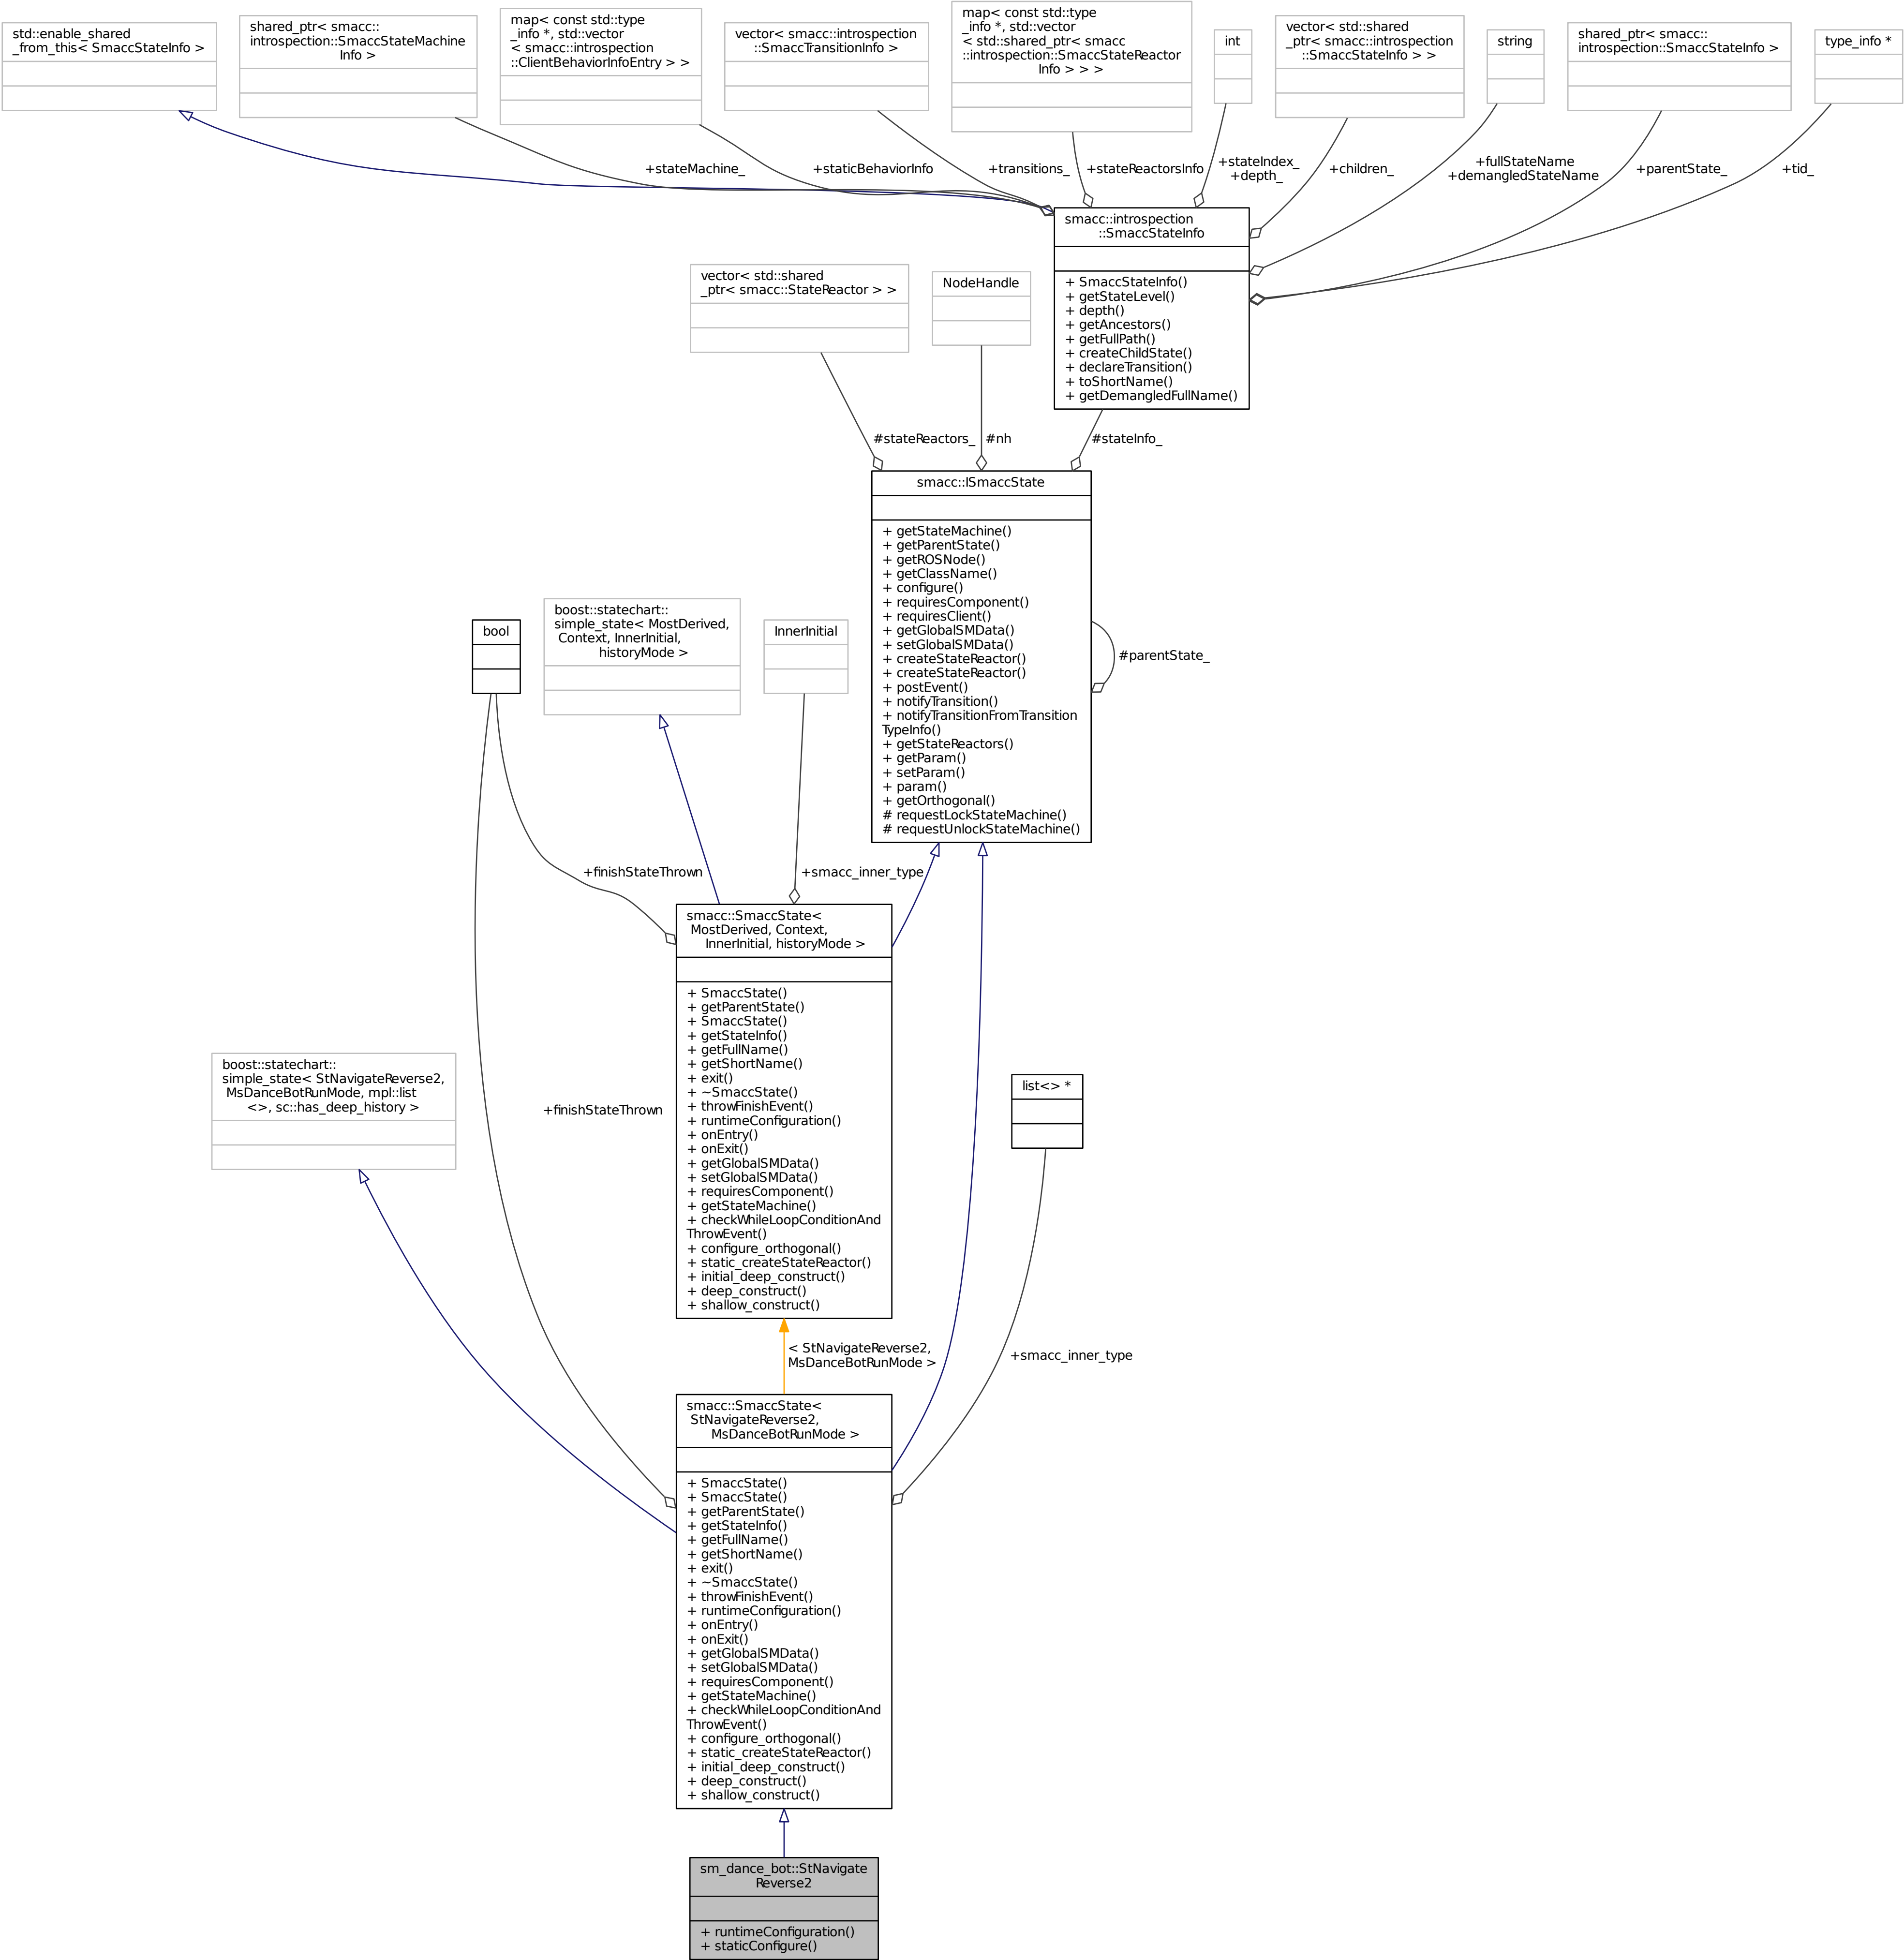 std::enable_shared
_from_this< SmaccStateInfo >
shared_ptr< smacc::
introspection::SmaccStateMachine
Info >
map< const std::type
_info *, std::vector
< smacc::introspection
::ClientBehaviorInfoEntry > >
vector< smacc::introspection
::SmaccTransitionInfo >
map< const std::type
_info *, std::vector
< std::shared_ptr< smacc
::introspection::SmaccStateReactor
Info > > >
int
vector< std::shared
_ptr< smacc::introspection
::SmaccStateInfo > >
string
shared_ptr< smacc::
introspection::SmaccStateInfo >
type_info *
+stateMachine_
+staticBehaviorInfo
+transitions_
+stateReactorsInfo
+stateIndex_
+depth_
+children_
+fullStateName
+demangledStateName
+parentState_
+tid_
smacc::introspection
::SmaccStateInfo
+ SmaccStateInfo()
+ getStateLevel()
+ depth()
+ getAncestors()
+ getFullPath()
+ createChildState()
+ declareTransition()
+ toShortName()
+ getDemangledFullName()
vector< std::shared
_ptr< smacc::StateReactor > >
NodeHandle
#stateReactors_
#nh
#stateInfo_
smacc::ISmaccState
+ getStateMachine()
+ getParentState()
+ getROSNode()
+ getClassName()
+ configure()
+ requiresComponent()
+ requiresClient()
+ getGlobalSMData()
+ setGlobalSMData()
+ createStateReactor()
+ createStateReactor()
+ postEvent()
+ notifyTransition()
+ notifyTransitionFromTransition
TypeInfo()
+ getStateReactors()
+ getParam()
+ setParam()
+ param()
+ getOrthogonal()
# requestLockStateMachine()
# requestUnlockStateMachine()
#parentState_
bool
boost::statechart::
simple_state< MostDerived,
Context, InnerInitial,
historyMode >
InnerInitial
+finishStateThrown
+smacc_inner_type
smacc::SmaccState<
MostDerived, Context,
InnerInitial, historyMode >
+ SmaccState()
+ getParentState()
+ SmaccState()
+ getStateInfo()
+ getFullName()
+ getShortName()
+ exit()
+ ~SmaccState()
+ throwFinishEvent()
+ runtimeConfiguration()
+ onEntry()
+ onExit()
+ getGlobalSMData()
+ setGlobalSMData()
+ requiresComponent()
+ getStateMachine()
+ checkWhileLoopConditionAnd
ThrowEvent()
+ configure_orthogonal()
+ static_createStateReactor()
+ initial_deep_construct()
+ deep_construct()
+ shallow_construct()
boost::statechart::
simple_state< StNavigateReverse2,
MsDanceBotRunMode, mpl::list
<>, sc::has_deep_history >
+finishStateThrown
list<> *
< StNavigateReverse2,
MsDanceBotRunMode >
+smacc_inner_type
smacc::SmaccState<
StNavigateReverse2,
MsDanceBotRunMode >
+ SmaccState()
+ SmaccState()
+ getParentState()
+ getStateInfo()
+ getFullName()
+ getShortName()
+ exit()
+ ~SmaccState()
+ throwFinishEvent()
+ runtimeConfiguration()
+ onEntry()
+ onExit()
+ getGlobalSMData()
+ setGlobalSMData()
+ requiresComponent()
+ getStateMachine()
+ checkWhileLoopConditionAnd
ThrowEvent()
+ configure_orthogonal()
+ static_createStateReactor()
+ initial_deep_construct()
+ deep_construct()
+ shallow_construct()
sm_dance_bot::StNavigate
Reverse2
+ runtimeConfiguration()
+ staticConfigure()